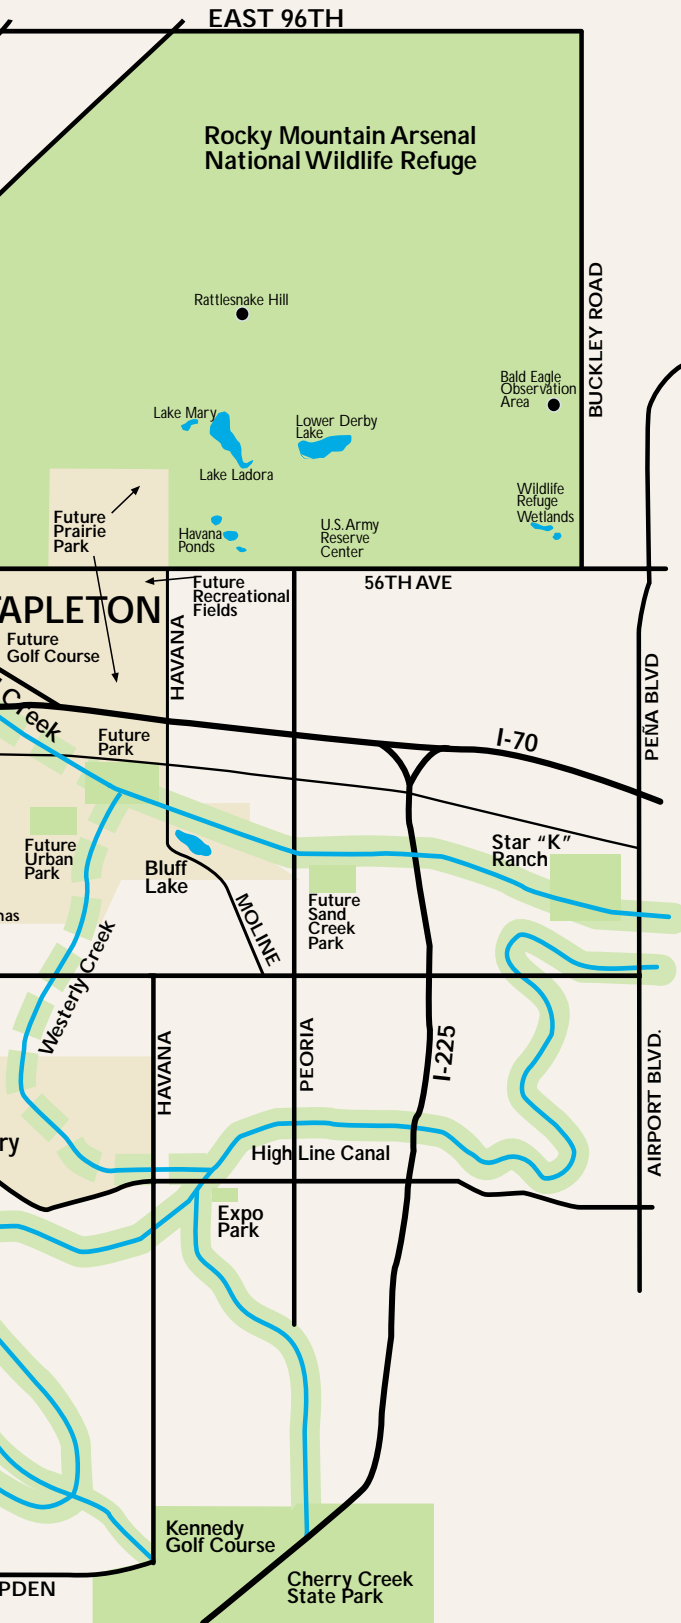 EAST 96TH
Rocky Mountain Arsenal
National Wildlife Refuge
BUCKLEY ROAD
Rattlesnake Hill
Bald Eagle
Observation
Area
Lake Mary
Lower Derby
Lake
Lake Ladora
Wildlife
Refuge
Wetlands
Future
Prairie
Park
Havana
Ponds
U.S. Army
Reserve
Center
56TH AVE
Future
Recreational
Fields
TAPLETON
HAVANA
Future
Golf Course
Creek
PEÑA BLVD
I-70
Future
Park
Future
Urban
Park
Bluff
Lake
Star “K”
Ranch
MOLINE
Future
Sand
Creek
Park
nas
Westerly Creek
HAVANA
PEORIA
I-225
AIRPORT BLVD.
ry
High Line Canal
Expo
Park
Kennedy
Golf Course
Cherry Creek
State Park
PDEN